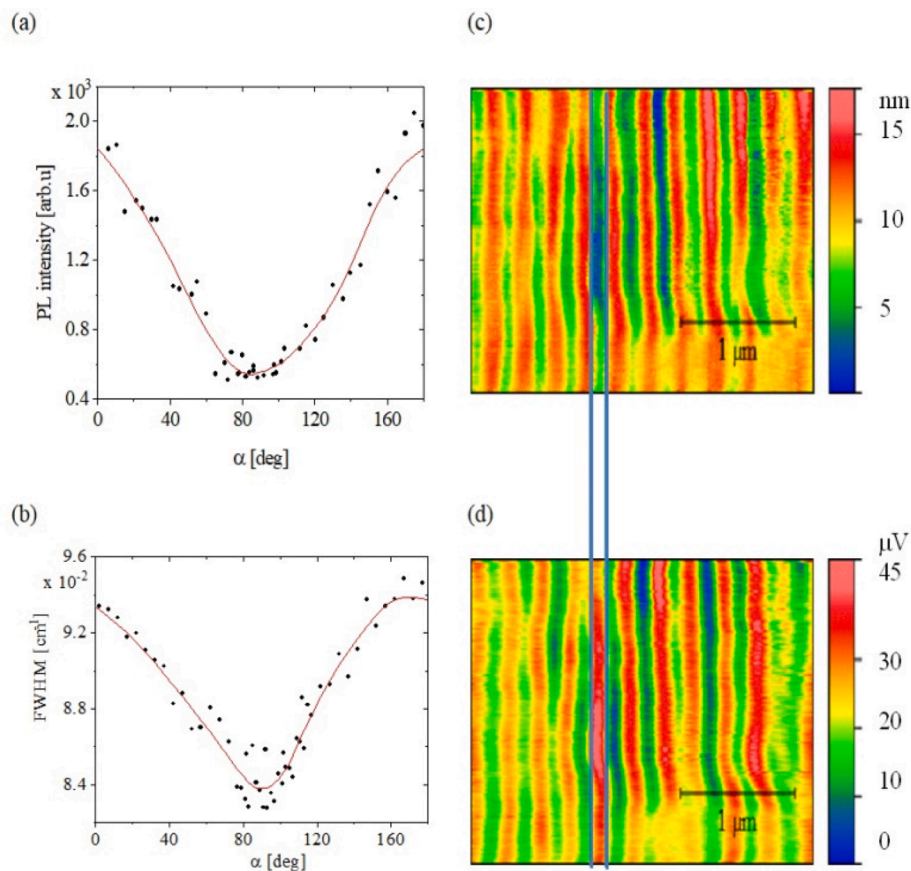 (a)
x 10³
PL intensity [arb.u]
2.0
1.6
1.2
0.8
0.4
0
40
80
120
160
α [deg]
(c)
nm
15
10
5
1 μm
(b)
9.6
x 10⁻²
FWHM [cm¹]
9.2
8.8
8.4
0
40
80
120
160
α [deg]
(d)
μV
45
30
20
10
0
1 μm